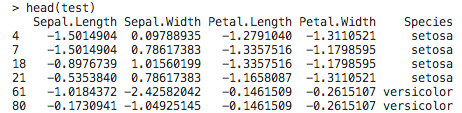 > head(test)
Sepal.Length Sepal.Width Petal.Length Petal.Width Species
4 -1.5014904 0.09788935 -1.2791040 -1.3110521 setosa
7 -1.5014904 0.78617383 -1.3357516 -1.1798595 setosa
18 -0.8976739 1.01560199 -1.3357516 -1.1798595 setosa
21 -0.5353840 0.78617383 -1.1658087 -1.3110521 setosa
61 -1.0184372 -2.42582042 -0.1461509 -0.2615107 versicolor
80 -0.1730941 -1.04925145 -0.1461509 -0.2615107 versicolor